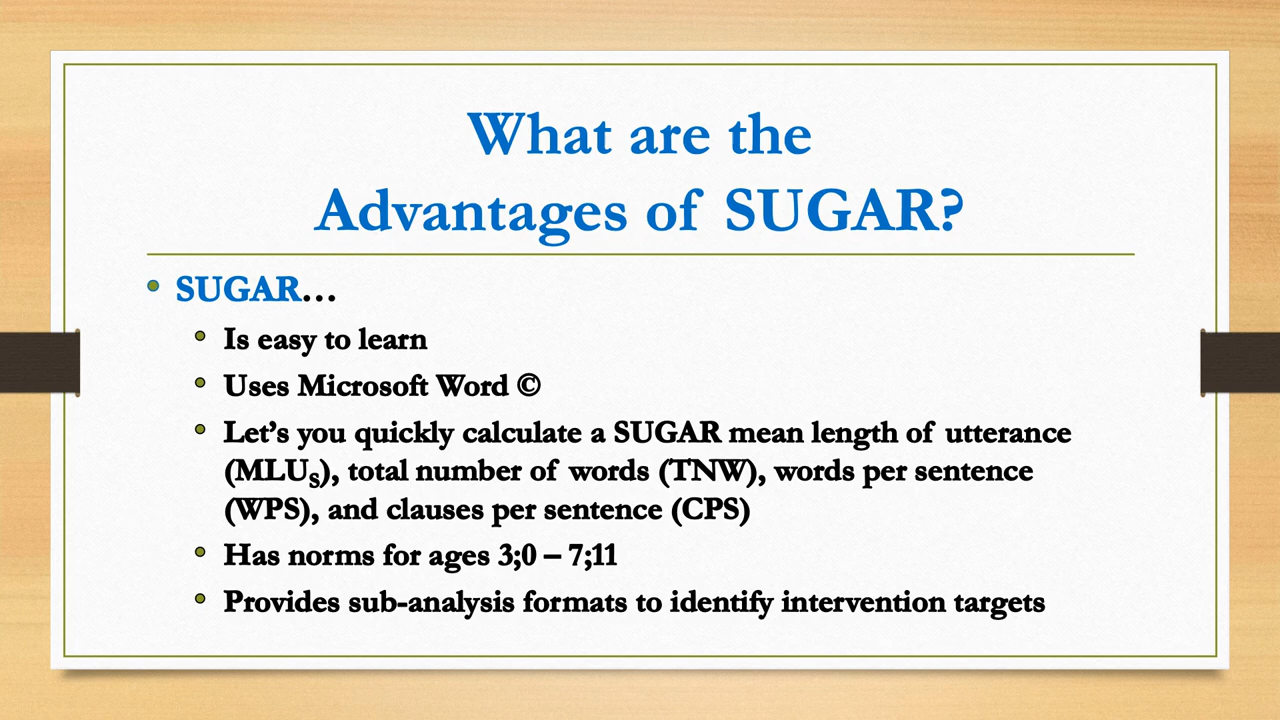 What are the
Advantages of SUGAR?
• SUGAR…
• Is easy to learn
• Uses Microsoft Word ©
• Let’s you quickly calculate a SUGAR mean length of utterance
(MLUS), total number of words (TNW), words per sentence
(WPS), and clauses per sentence (CPS)
• Has norms for ages 3;0 – 7;11
• Provides sub-analysis formats to identify intervention targets